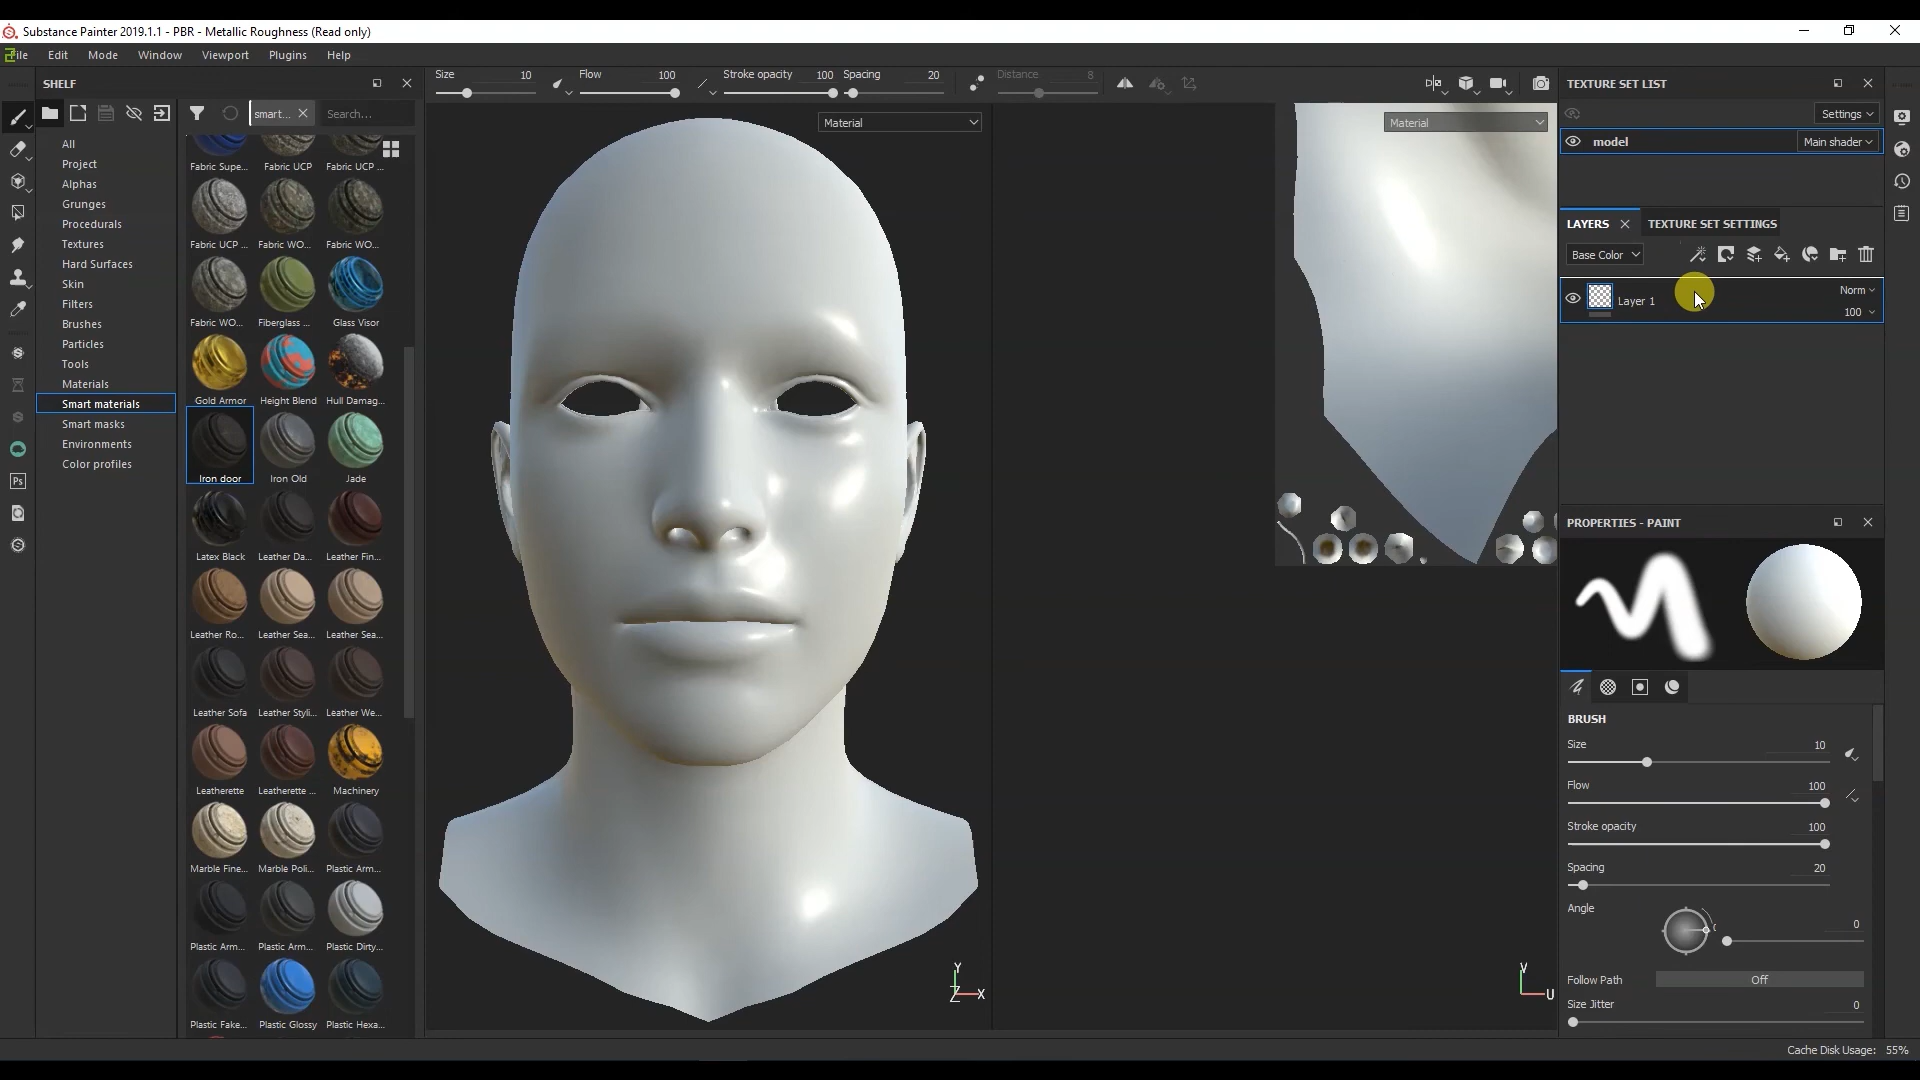 Substance Painter 2019.1.1 - PBR - Metallic Roughness (Read only)
File Edit Mode Window Viewport Plugins Help
SHELF
Size 10 Flow 100 Stroke opacity 100 Spacing 20 Distance 8
smart... Search...
All
Project
Alphas
Grunges
Procedurals
Textures
Hard Surfaces
Skin
Filters
Brushes
Particles
Tools
Materials
Smart materials
Smart masks
Environments
Color profiles
Fabric Supe... Fabric UCP Fabric UCP ...
Fabric UCP ... Fabric WO... Fabric WO...
Fabric WO... Fiberglass ... Glass Visor
Gold Armor Height Blend Hull Damag...
Iron door Iron Old Jade
Latex Black Leather Da... Leather Fin...
Leather Ro... Leather Sea... Leather Sea...
Leather Sofa Leather Styli... Leather We...
Leatherette Leatherette ... Machinery
Marble Fine... Marble Poli... Plastic Arm...
Plastic Arm... Plastic Arm... Plastic Dirty...
Plastic Fake... Plastic Glossy Plastic Hexa...
Ps
Material
Y
Z X
Material
V
U
TEXTURE SET LIST
Settings
model Main shader
LAYERS TEXTURE SET SETTINGS
Base Color
Layer 1 Norm
100
PROPERTIES - PAINT
BRUSH
Size 10
Flow 100
Stroke opacity 100
Spacing 20
Angle 0
Follow Path Off
Size Jitter 0
Cache Disk Usage: 55%